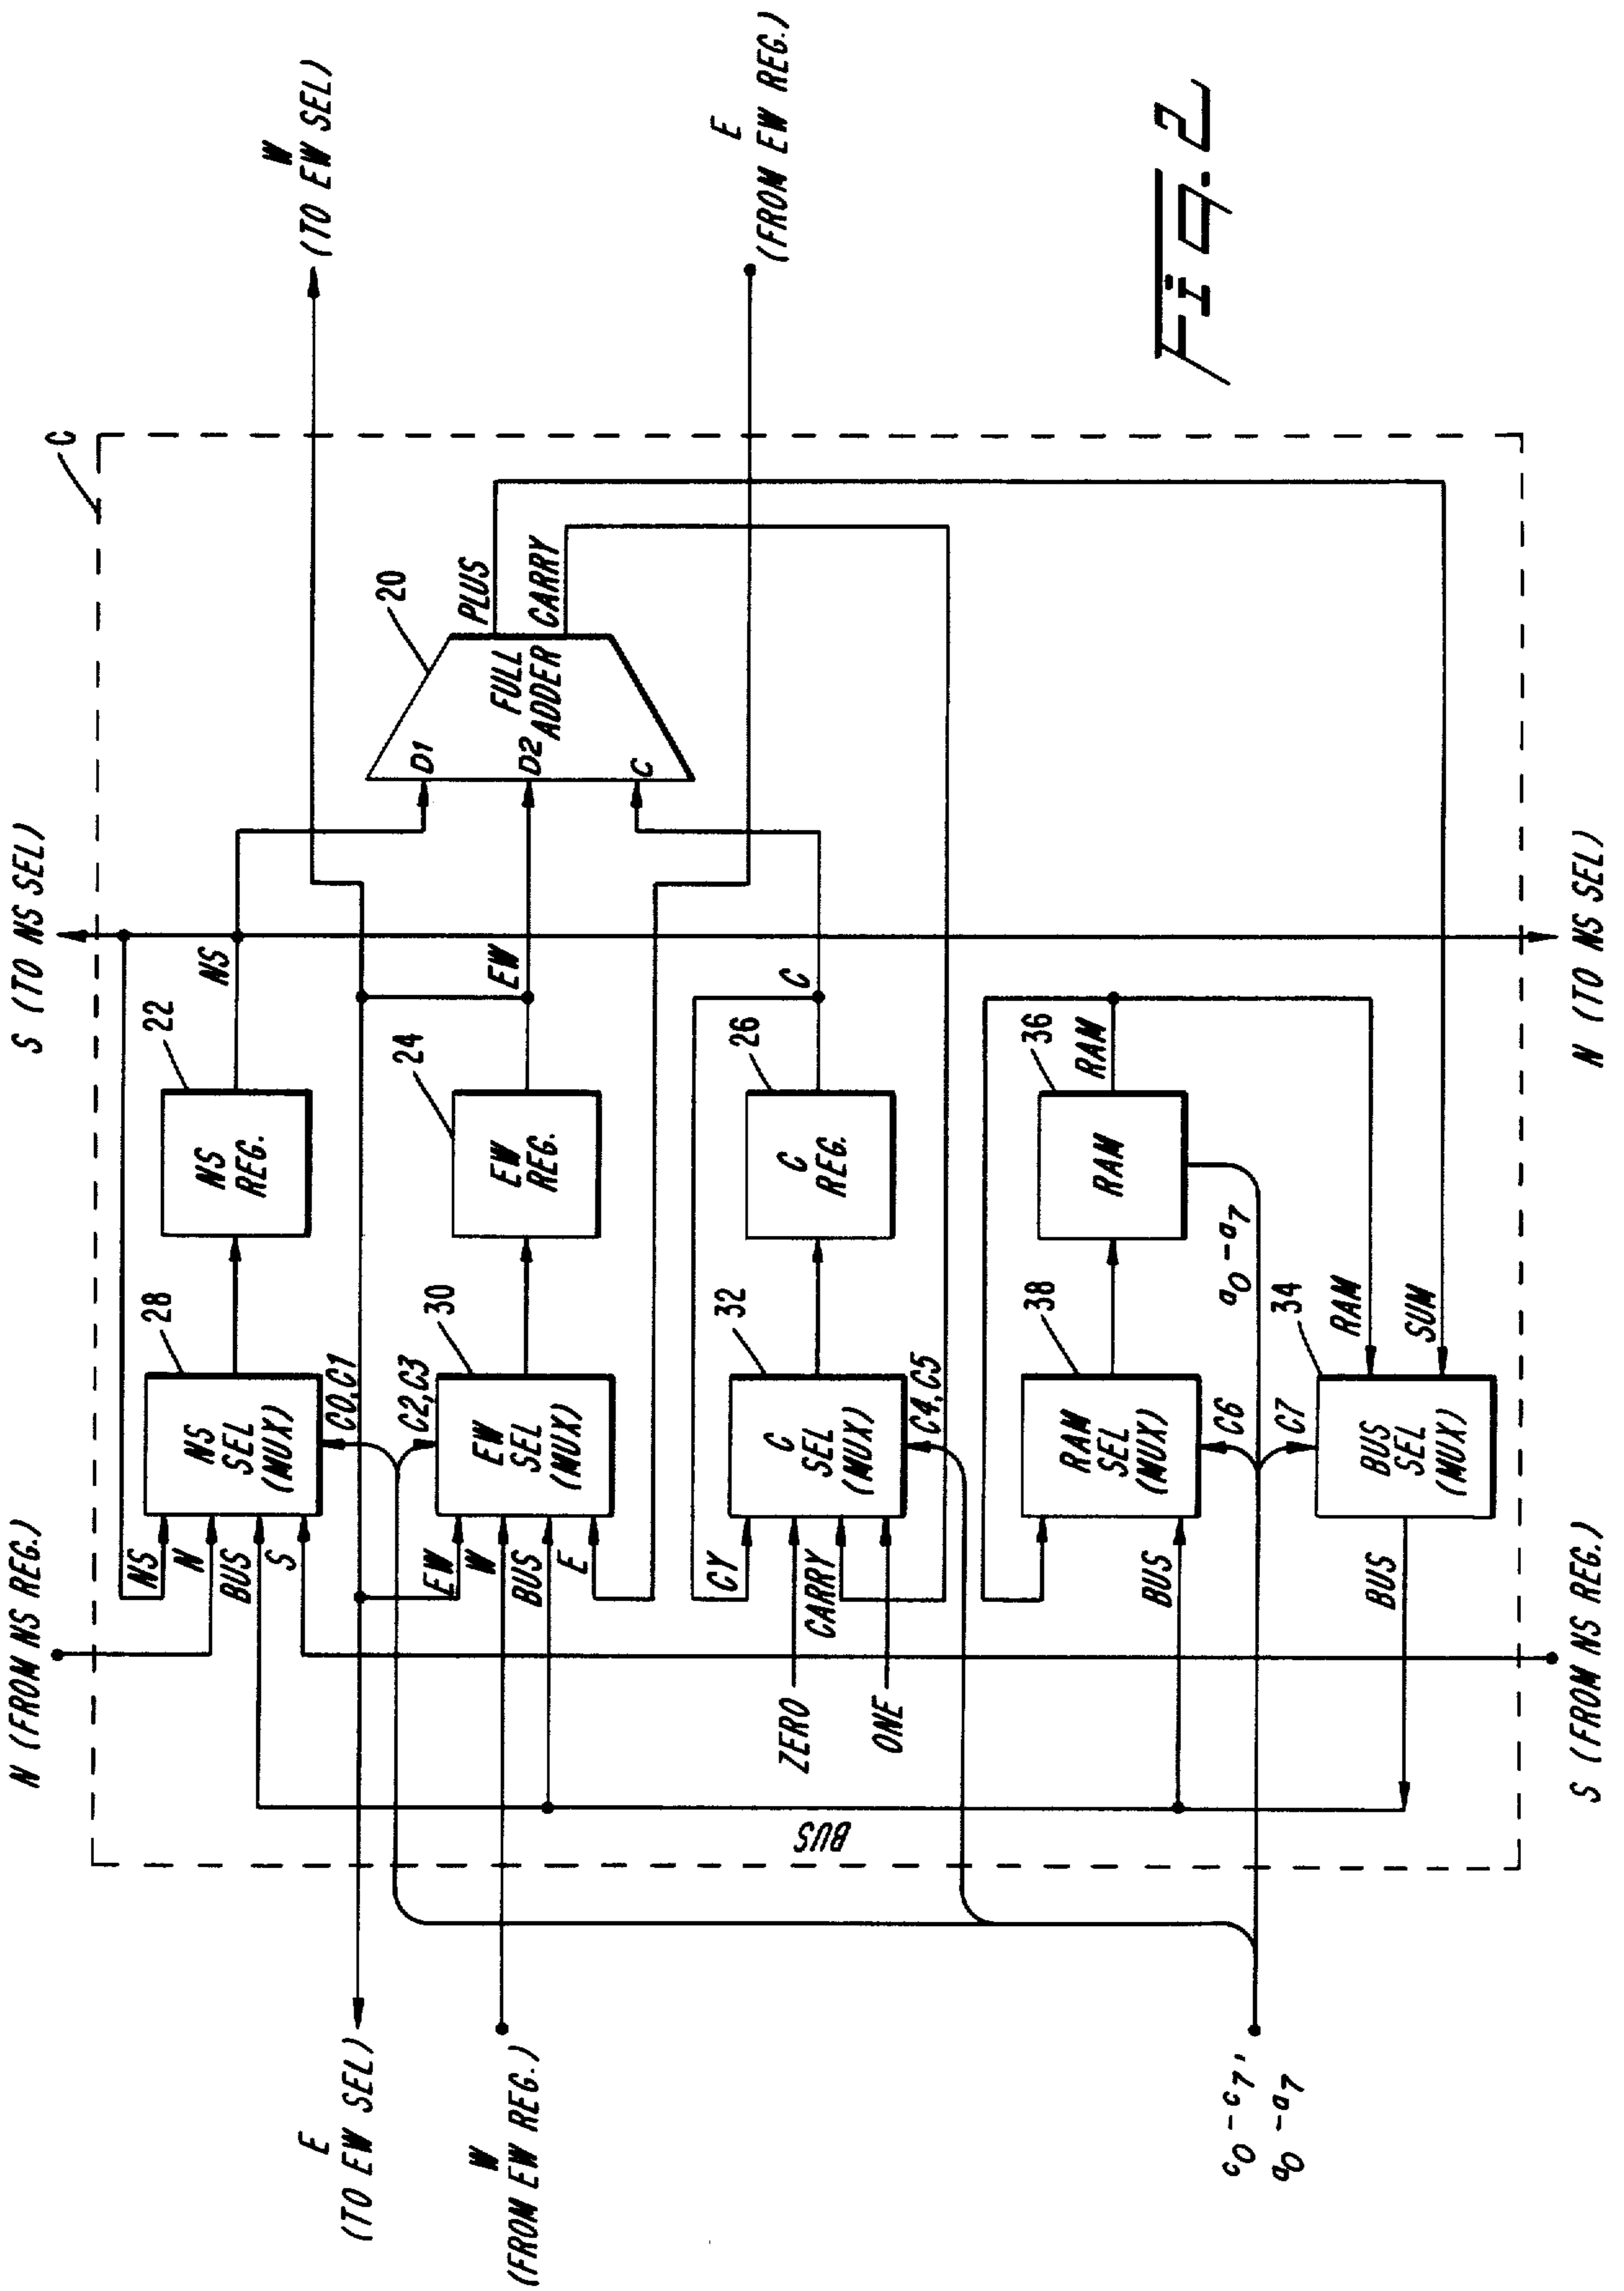 N (FROM NS REG.)
S (TO NS SEL)
C
NS
N
BUS
S
28
NS
SEL
(MUX)
C0,C1
22
NS
REG.
NS
E
(TO EW SEL)
W
(TO EW SEL)
W
(FROM EW REG.)
EW
W
BUS
E
C2,C3
30
EW
SEL
(MUX)
24
EW
REG.
EW
20
D1
D2
C
FULL
ADDER
PLUS
CARRY
E
(FROM EW REG.)
CY
ZERO
CARRY
ONE
32
C
SEL
(MUX)
C4,C5
26
C
REG.
C
BUS
BUS
38
RAM
SEL
(MUX)
C6
36
RAM
RAM
a0-a7
c0-c7,
a0-a7
C7
34
BUS
SEL
(MUX)
RAM
SUM
BUS
S (FROM NS REG.)
N (TO NS SEL)
Fig. 2